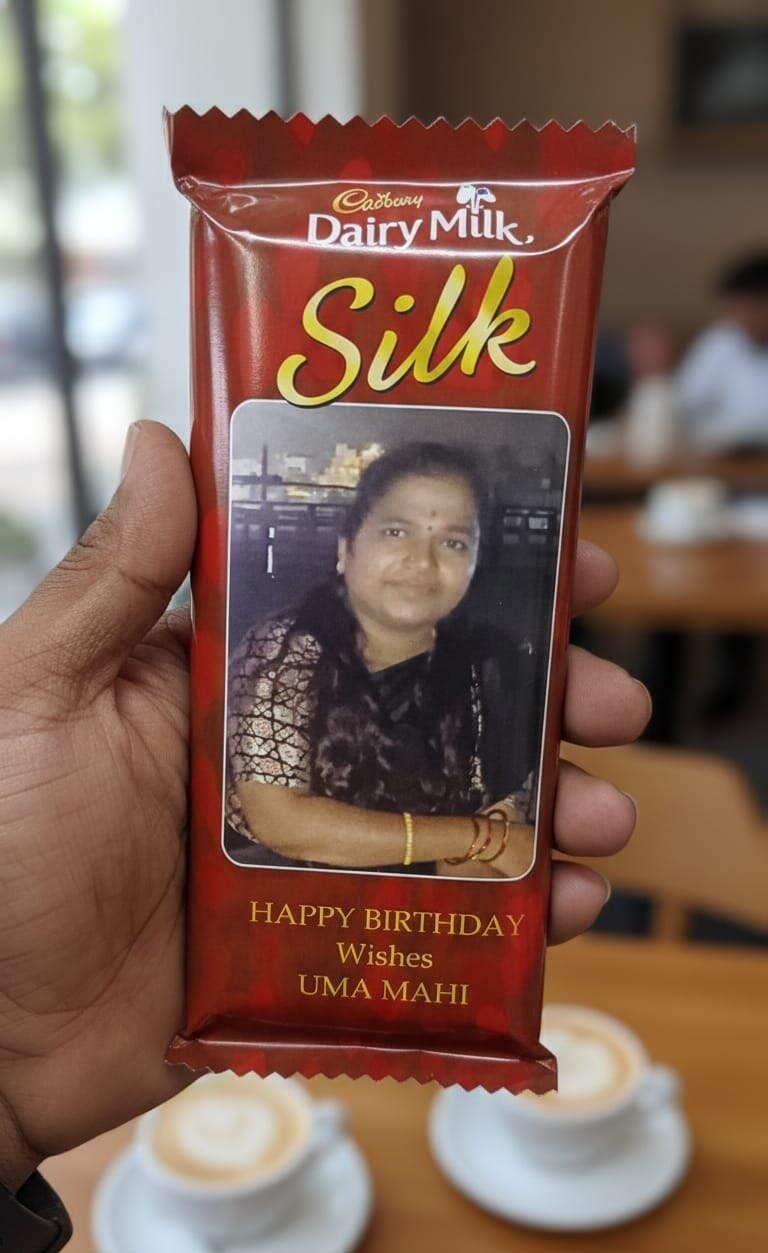 Cadbury
Dairy Milk
Silk
HAPPY BIRTHDAY
Wishes
UMA MAHI